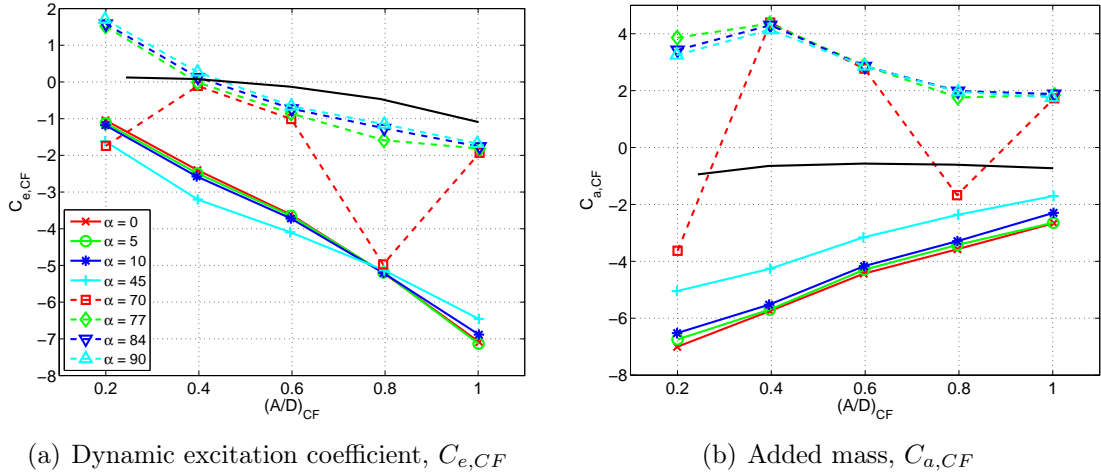 2
1
0
−1
−2
−3
−4
−5
−6
−7
−8
C_{e,CF}
α = 0
α = 5
α = 10
α = 45
α = 70
α = 77
α = 84
α = 90
0.2 0.4 0.6 0.8 1
(A/D)_{CF}
4
2
0
−2
−4
−6
−8
C_{a,CF}
0.2 0.4 0.6 0.8 1
(A/D)_{CF}
(a) Dynamic excitation coefficient, C_{e,CF}
(b) Added mass, C_{a,CF}